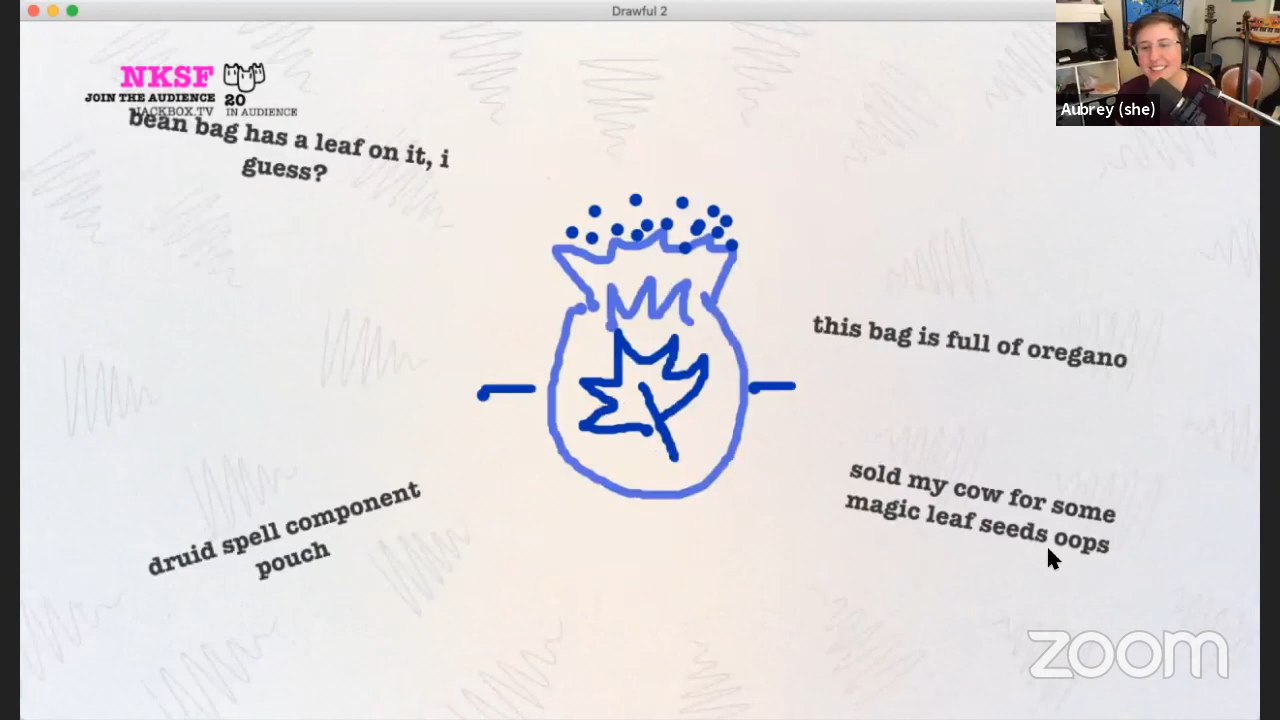 Drawful 2
NKSF
JOIN THE AUDIENCE
JACKBOX.TV
20
IN AUDIENCE
Aubrey (she)
bean bag has a leaf on it, i
guess?
this bag is full of oregano
sold my cow for some
magic leaf seeds oops
druid spell component
pouch
zoom